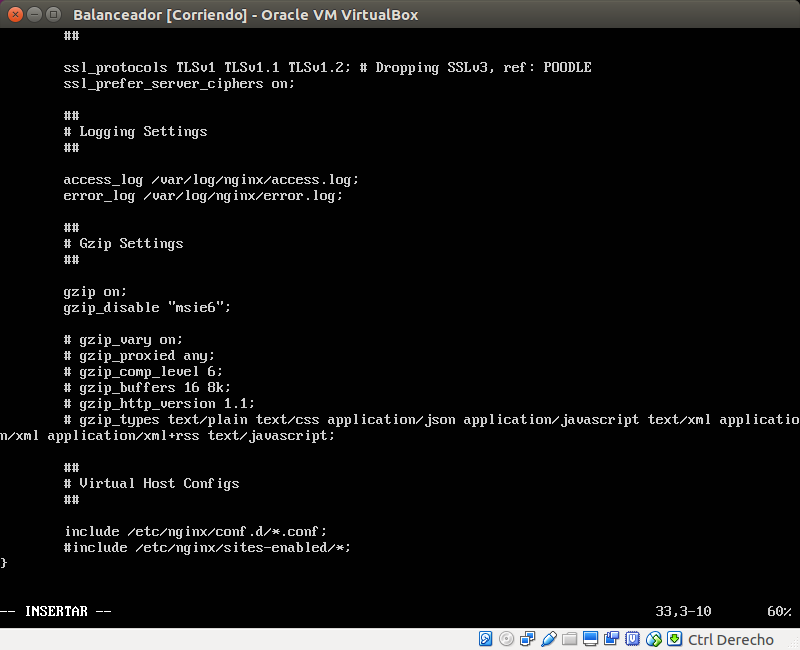 Balanceador [Corriendo] - Oracle VM VirtualBox
##
ssl_protocols TLSv1 TLSv1.1 TLSv1.2; # Dropping SSLv3, ref: POODLE
ssl_prefer_server_ciphers on;
##
# Logging Settings
##
access_log /var/log/nginx/access.log;
error_log /var/log/nginx/error.log;
##
# Gzip Settings
##
gzip on;
gzip_disable "msie6";
# gzip_vary on;
# gzip_proxied any;
# gzip_comp_level 6;
# gzip_buffers 16 8k;
# gzip_http_version 1.1;
# gzip_types text/plain text/css application/json application/javascript text/xml applicatio
n/xml application/xml+rss text/javascript;
##
# Virtual Host Configs
##
include /etc/nginx/conf.d/*.conf;
#include /etc/nginx/sites-enabled/*;
}
-- INSERTAR -- 33,3-10 60%
Ctrl Derecho